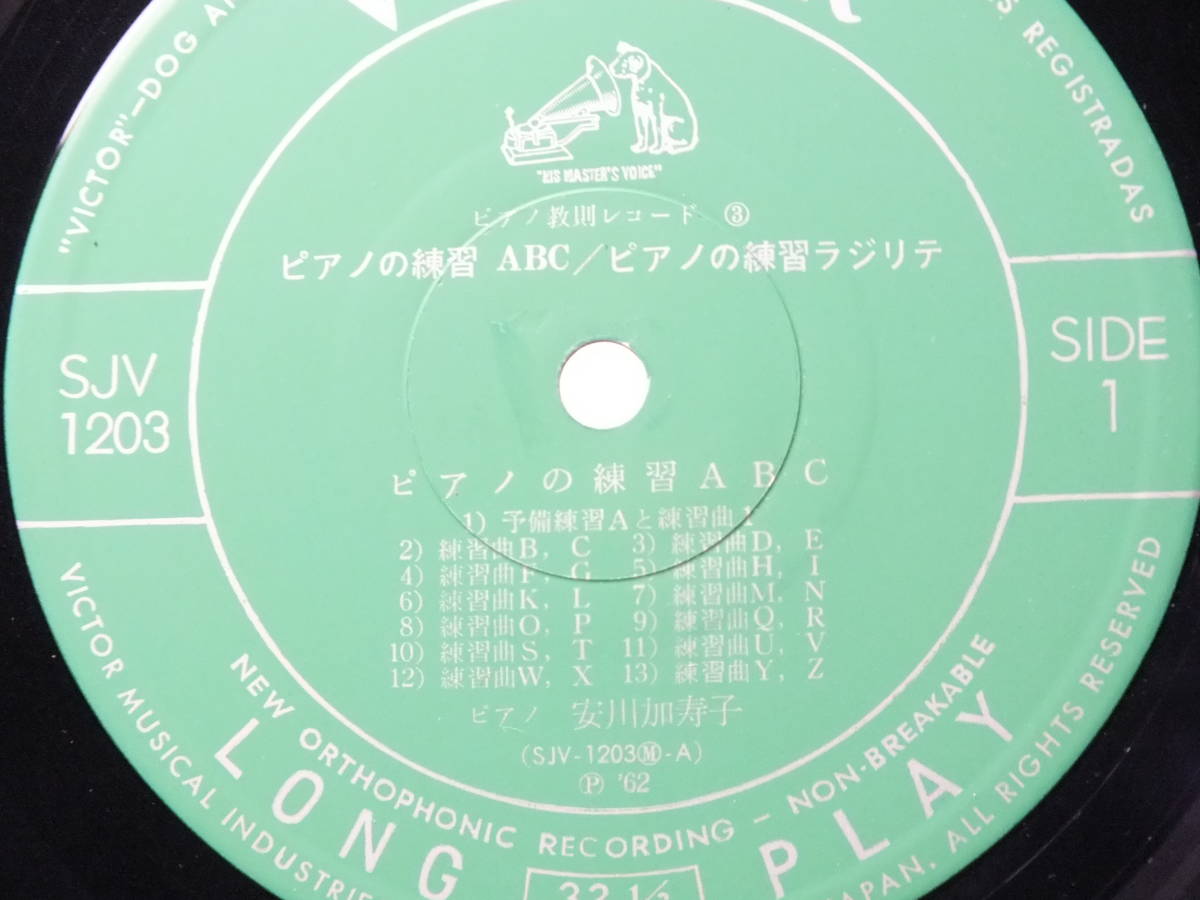 "VICTOR"—DOG
REGISTRADAS
"HIS MASTER'S VOICE"
ピアノ教則レコード ③
ピアノの練習 ABC/ピアノの練習ラジリテ
SJV
1203
SIDE
1
ピアノの練習ABC
1) 予備練習Aと練習曲1
2) 練習曲B, C 3) 練習曲D, E
4) 練習曲F, G 5) 練習曲H, I
6) 練習曲K, L 7) 練習曲M, N
8) 練習曲O, P 9) 練習曲Q, R
10) 練習曲S, T 11) 練習曲U, V
12) 練習曲W, X 13) 練習曲Y, Z
ピアノ 安川加寿子
(SJV-1203Ⓜ-A)
Ⓟ '62
NEW ORTHOPHONIC RECORDING — NON-BREAKABLE
LONG PLAY
33 1/3
VICTOR MUSICAL INDUSTRIES
JAPAN, ALL RIGHTS RESERVED